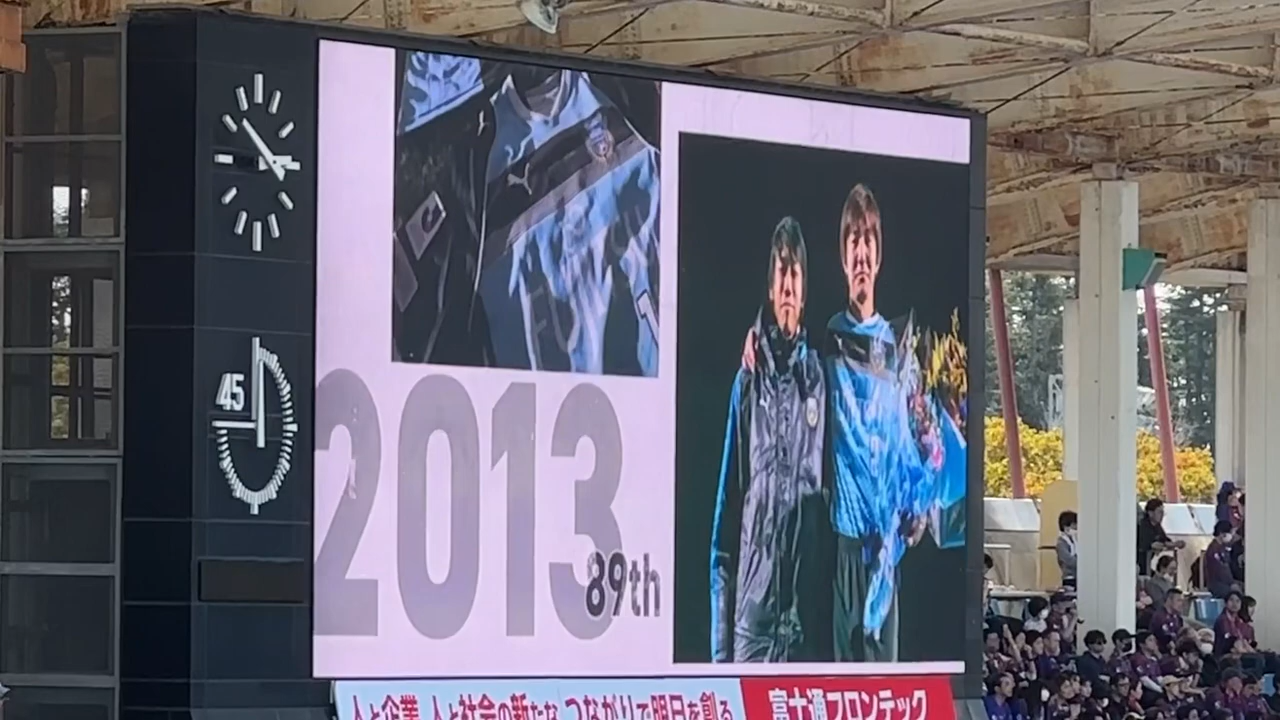 45
2013
89th
人と企業、人と社会の新たな つながりで明日を創る
富士通フロンテック